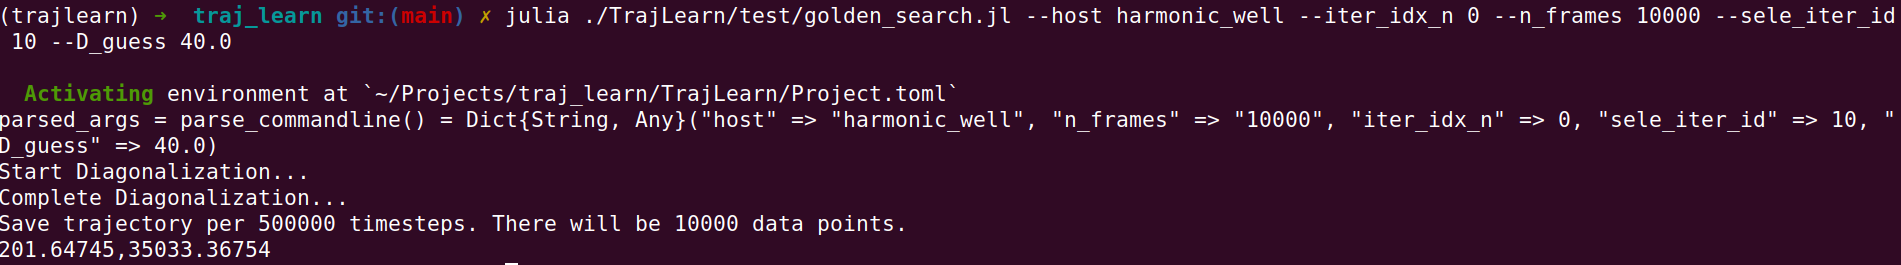 (trajlearn) ➜  traj_learn git:(main) ✗ julia ./TrajLearn/test/golden_search.jl --host harmonic_well --iter_idx_n 0 --n_frames 10000 --sele_iter_id
 10 --D_guess 40.0
  Activating environment at `~/Projects/traj_learn/TrajLearn/Project.toml`
parsed_args = parse_commandline() = Dict{String, Any}("host" => "harmonic_well", "n_frames" => "10000", "iter_idx_n" => 0, "sele_iter_id" => 10, "
D_guess" => 40.0)
Start Diagonalization...
Complete Diagonalization...
Save trajectory per 500000 timesteps. There will be 10000 data points.
201.64745,35033.36754